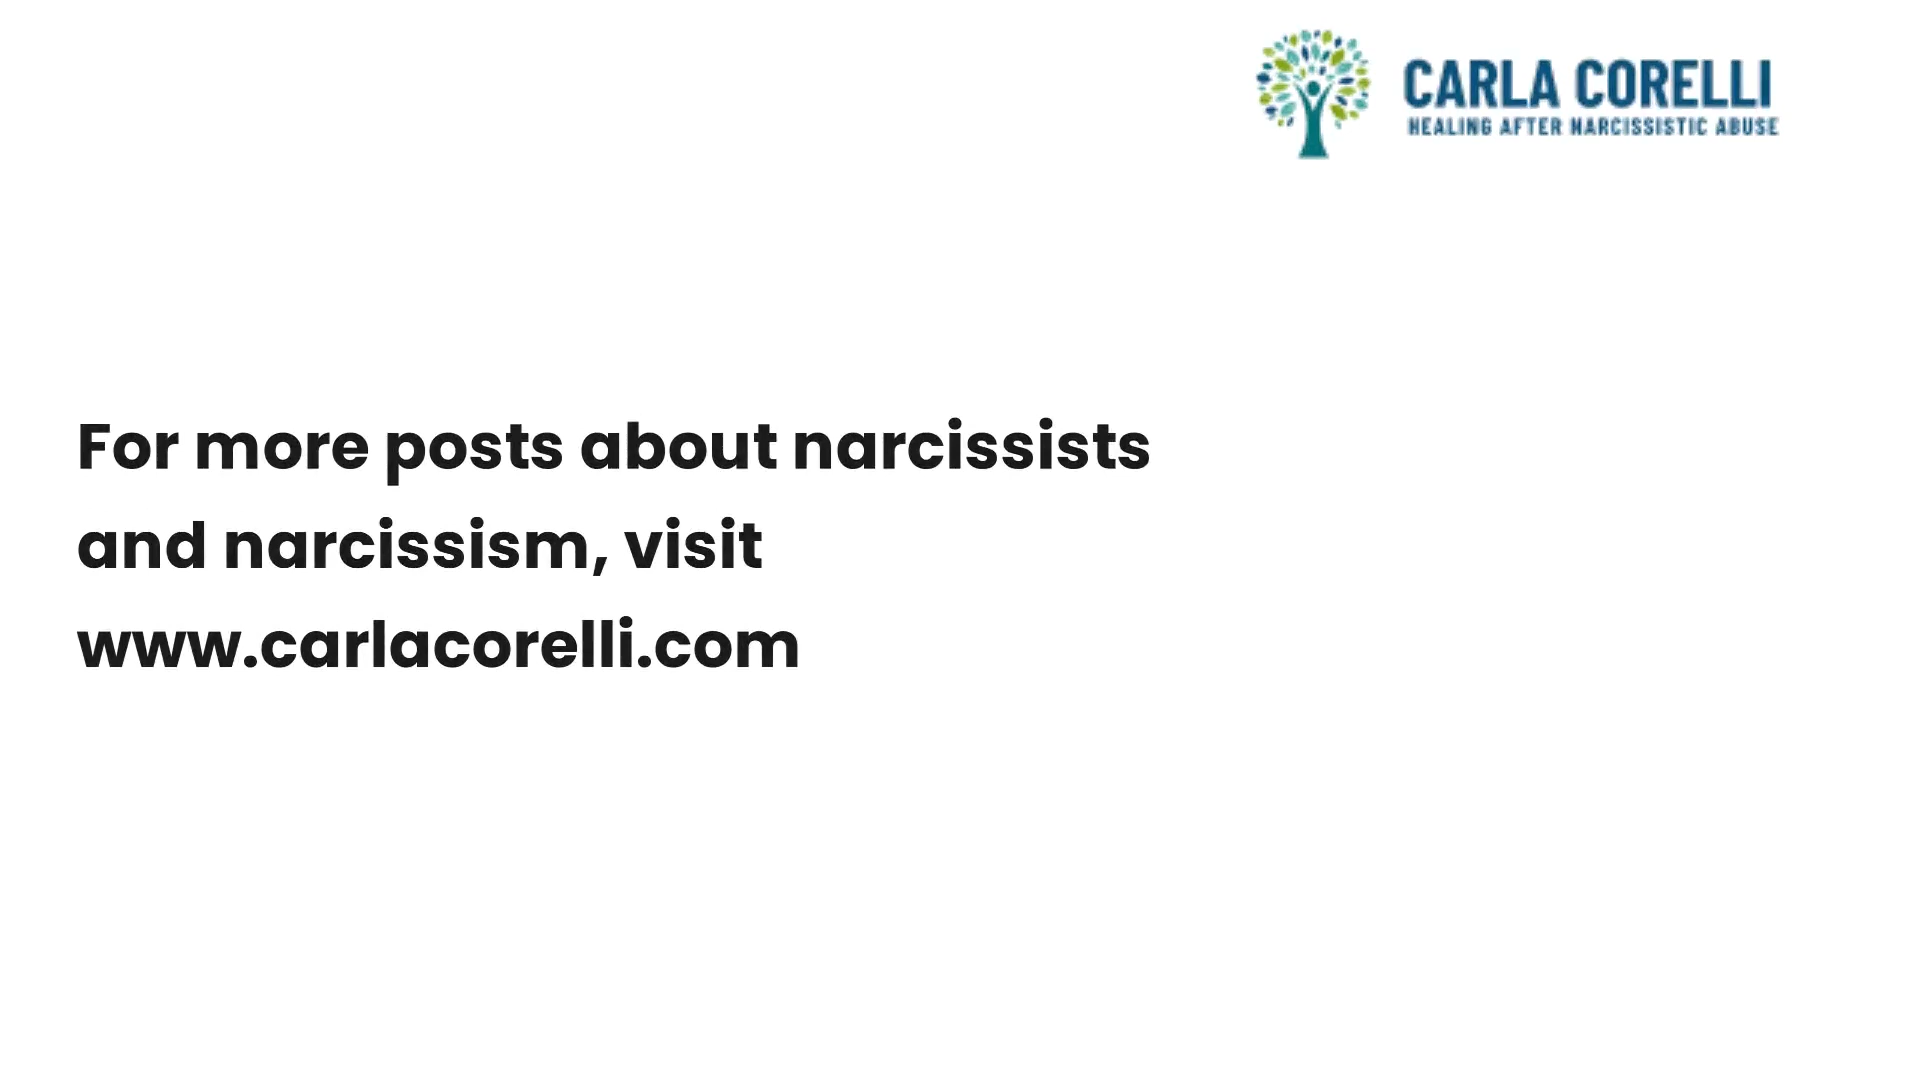 CARLA CORELLI
HEALING AFTER NARCISSISTIC ABUSE
For more posts about narcissists
and narcissism, visit
www.carlacorelli.com